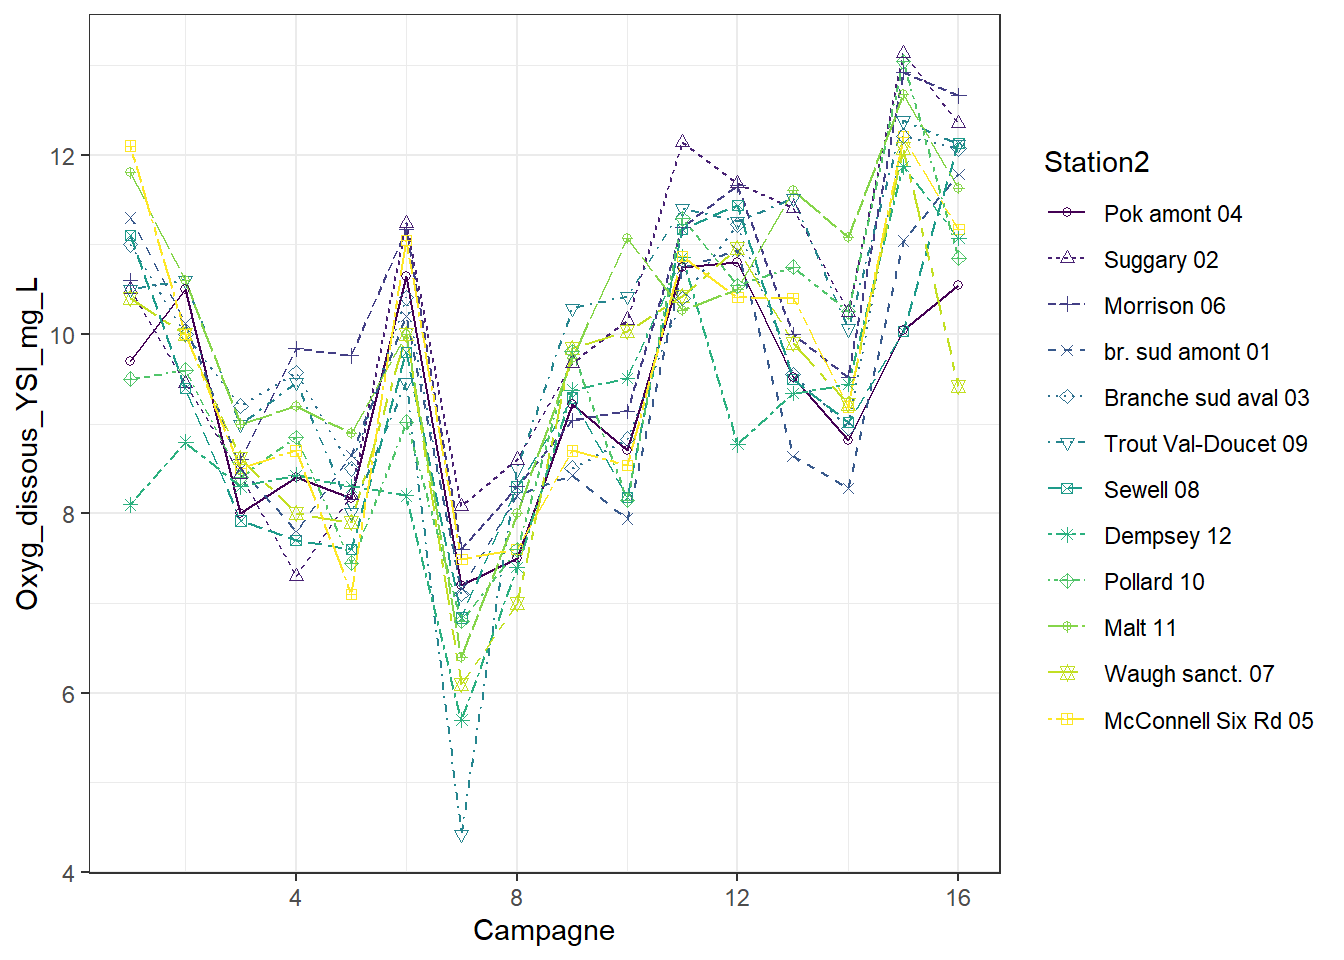 Oxyg_dissous_YSI_mg_L
12
10
8
6
4
4 8 12 16
Campagne
Station2
Pok amont 04
Suggary 02
Morrison 06
br. sud amont 01
Branche sud aval 03
Trout Val-Doucet 09
Sewell 08
Dempsey 12
Pollard 10
Malt 11
Waugh sanct. 07
McConnell Six Rd 05